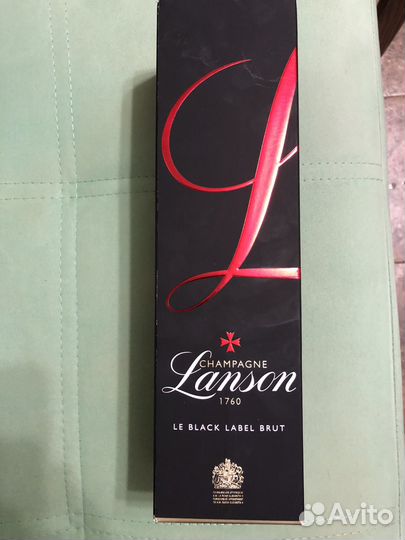 L
CHAMPAGNE
Lanson
1760
LE BLACK LABEL BRUT
Avito